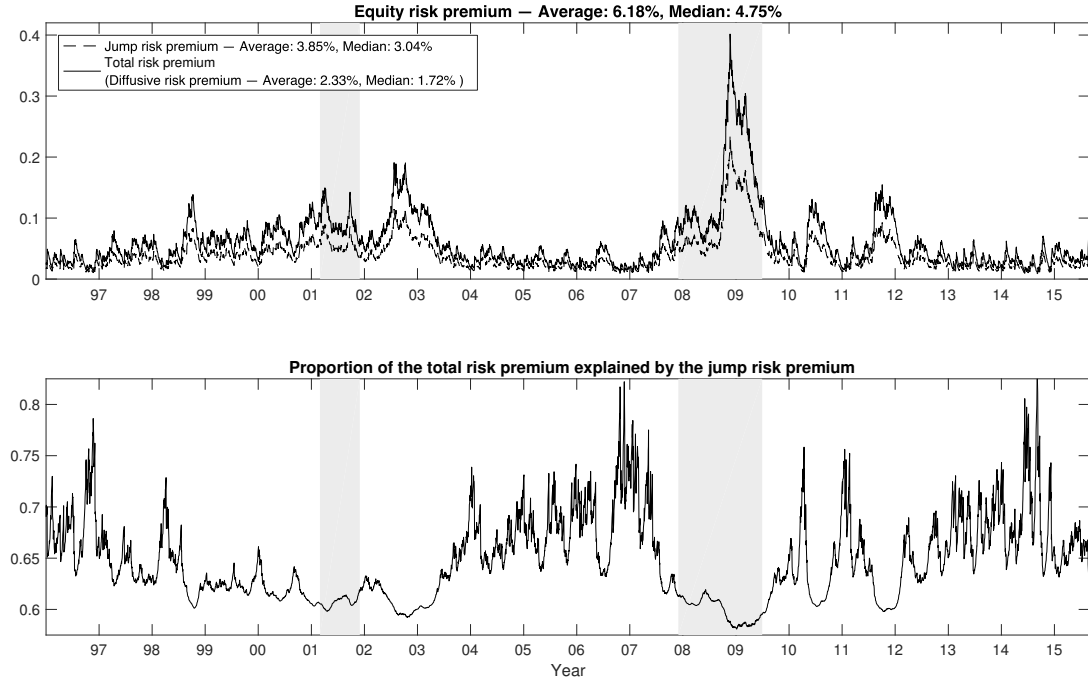 Equity risk premium — Average: 6.18%, Median: 4.75%
Jump risk premium — Average: 3.85%, Median: 3.04%
Total risk premium
(Diffusive risk premium — Average: 2.33%, Median: 1.72% )
0.4
0.3
0.2
0.1
0
97 98 99 00 01 02 03 04 05 06 07 08 09 10 11 12 13 14 15
Proportion of the total risk premium explained by the jump risk premium
0.8
0.75
0.7
0.65
0.6
97 98 99 00 01 02 03 04 05 06 07 08 09 10 11 12 13 14 15
Year